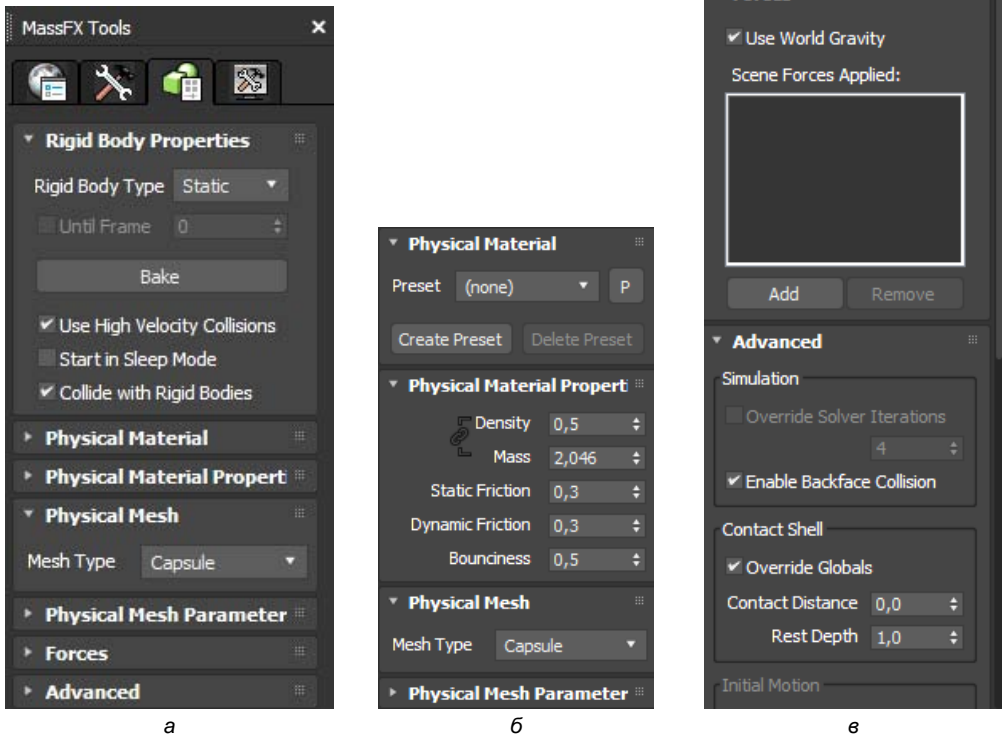 MassFX Tools
Rigid Body Properties
Rigid Body Type Static
Until Frame 0
Bake
Use High Velocity Collisions
Start in Sleep Mode
Collide with Rigid Bodies
Physical Material
Physical Material Propert
Physical Mesh
Mesh Type Capsule
Physical Mesh Parameter
Forces
Advanced
а
Physical Material
Preset (none) P
Create Preset Delete Preset
Physical Material Propert
Density 0,5
Mass 2,046
Static Friction 0,3
Dynamic Friction 0,3
Bounciness 0,5
Physical Mesh
Mesh Type Capsule
Physical Mesh Parameter
б
Use World Gravity
Scene Forces Applied:
Add Remove
Advanced
Simulation
Override Solver Iterations
4
Enable Backface Collision
Contact Shell
Override Globals
Contact Distance 0,0
Rest Depth 1,0
Initial Motion
в